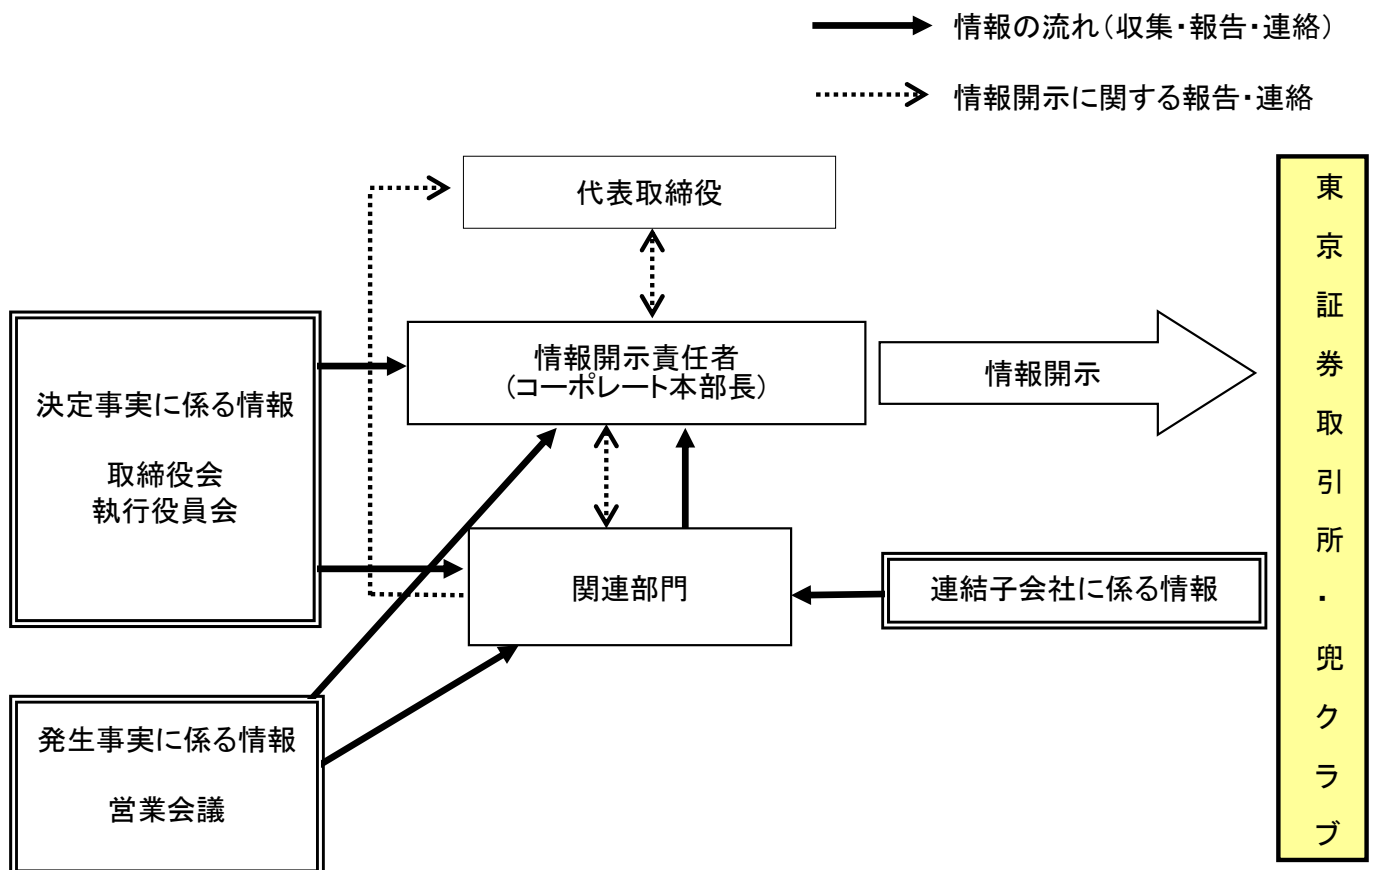 情報の流れ（収集・報告・連絡）
情報開示に関する報告・連絡
代表取締役
情報開示責任者
（コーポレート本部長）
情報開示
決定事実に係る情報
取締役会
執行役員会
関連部門
連結子会社に係る情報
発生事実に係る情報
営業会議
東京証券取引所・兜クラブ